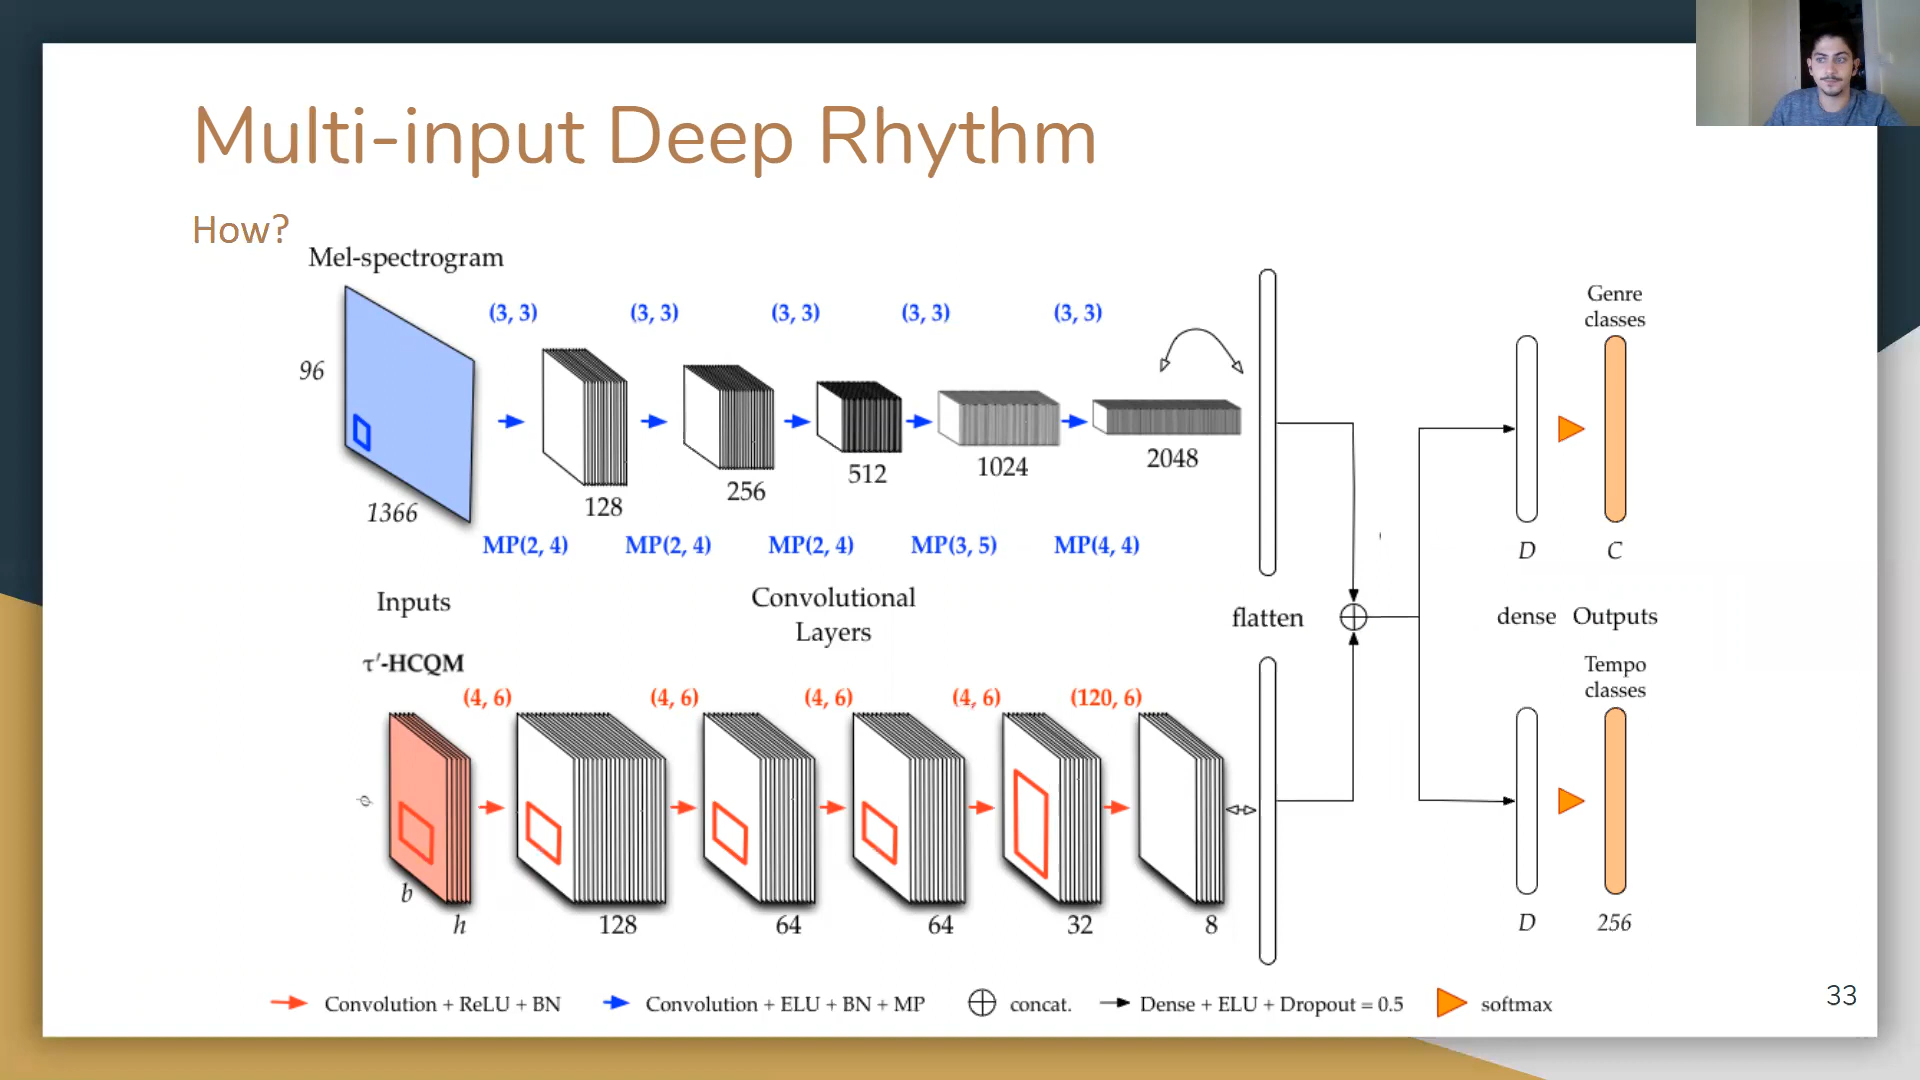 Multi-input Deep Rhythm
How?
Mel-spectrogram
(3, 3) (3, 3) (3, 3) (3, 3) (3, 3)
96
1366
128 256 512 1024 2048
MP(2, 4) MP(2, 4) MP(2, 4) MP(3, 5) MP(4, 4)
Genre
classes
D C
Inputs
Convolutional
Layers
flatten
dense Outputs
τ′-HCQM
(4, 6) (4, 6) (4, 6) (4, 6) (120, 6)
Tempo
classes
ϕ
b
h
128 64 64 32 8
D 256
Convolution + ReLU + BN Convolution + ELU + BN + MP concat. Dense + ELU + Dropout = 0.5 softmax
33